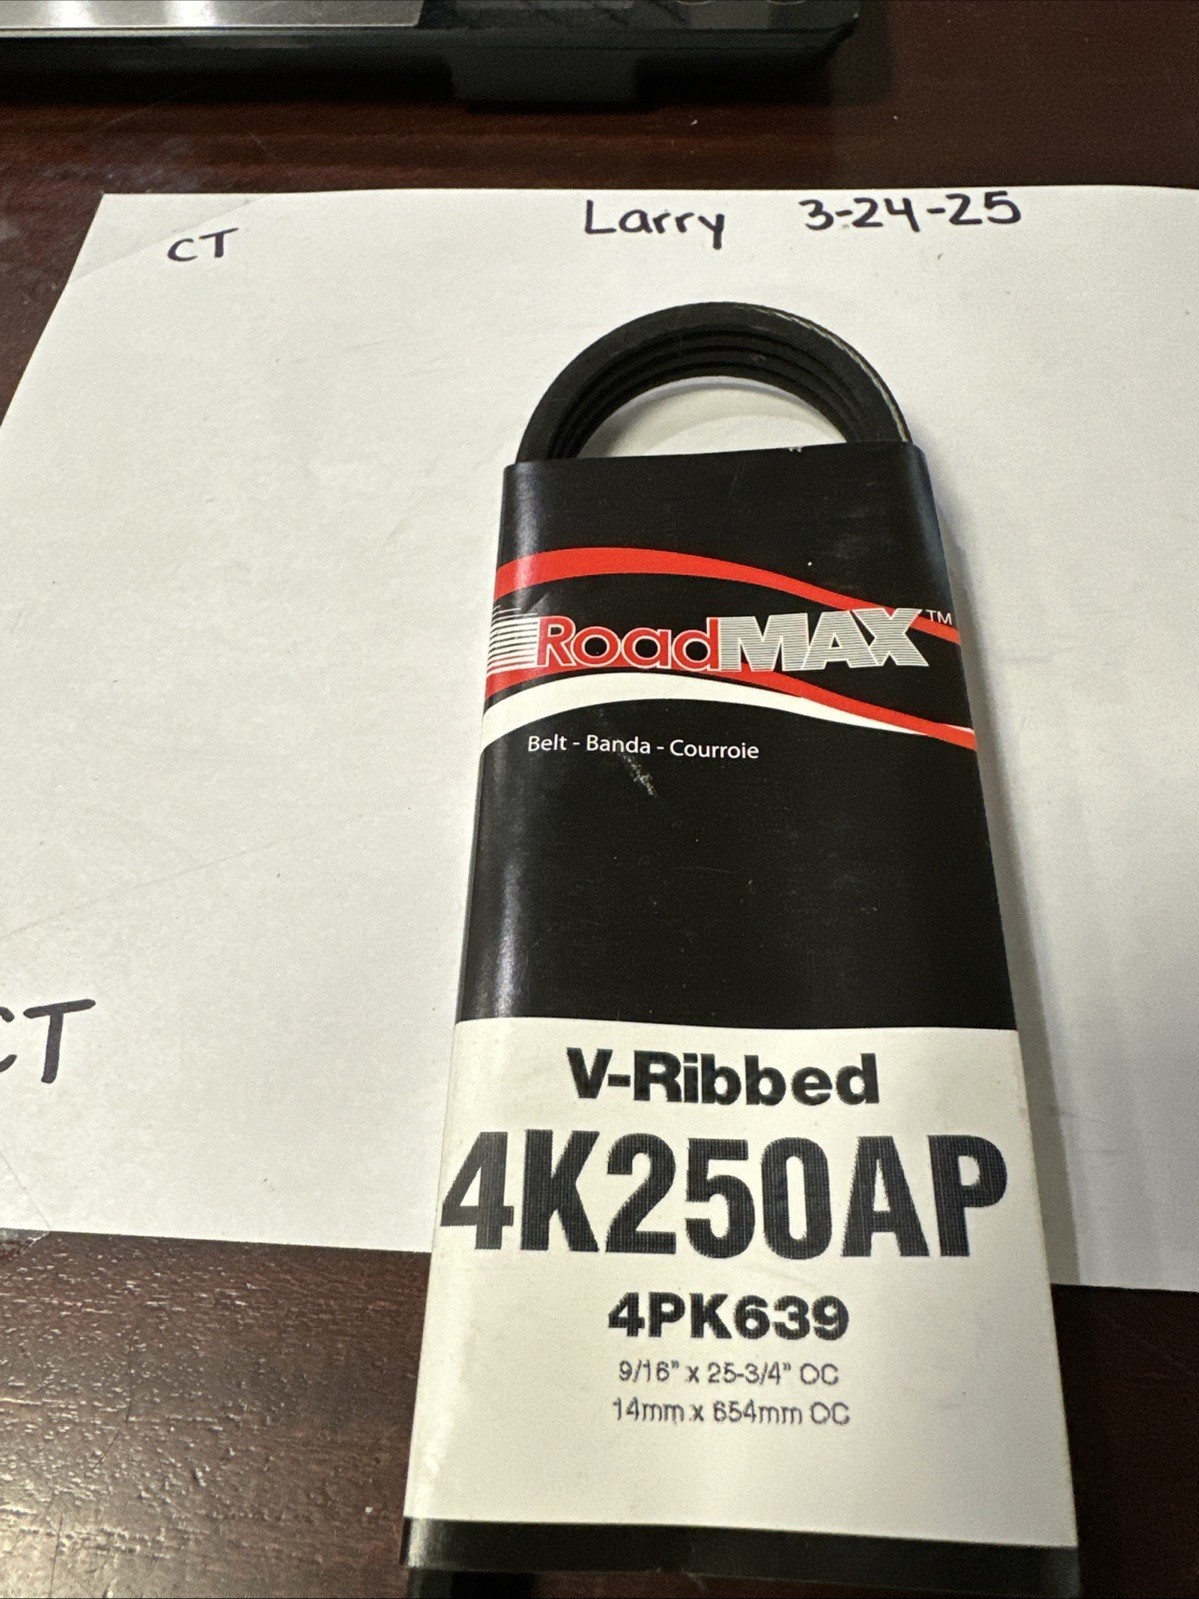 Larry 3-24-25
CT
RoadMAX™
Belt - Banda - Courroie
CT
V-Ribbed
4K250AP
4PK639
9/16" x 25-3/4" OC
14mm x 654mm OC